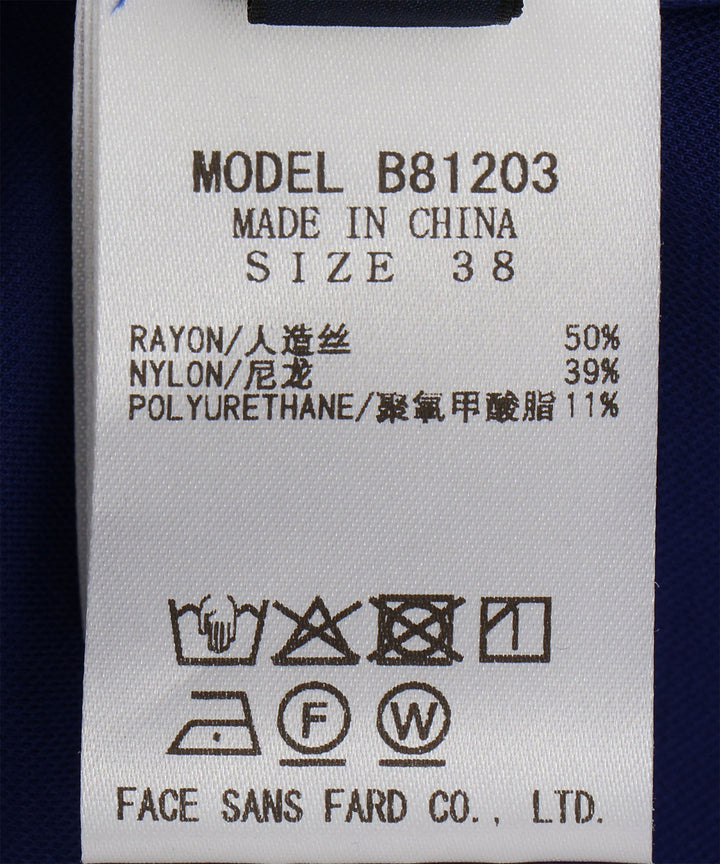 MODEL B81203
MADE IN CHINA
SIZE 38
RAYON/人造丝 50%
NYLON/尼龙 39%
POLYURETHANE/聚氧甲酸脂 11%
F W
FACE SANS FARD CO., LTD.